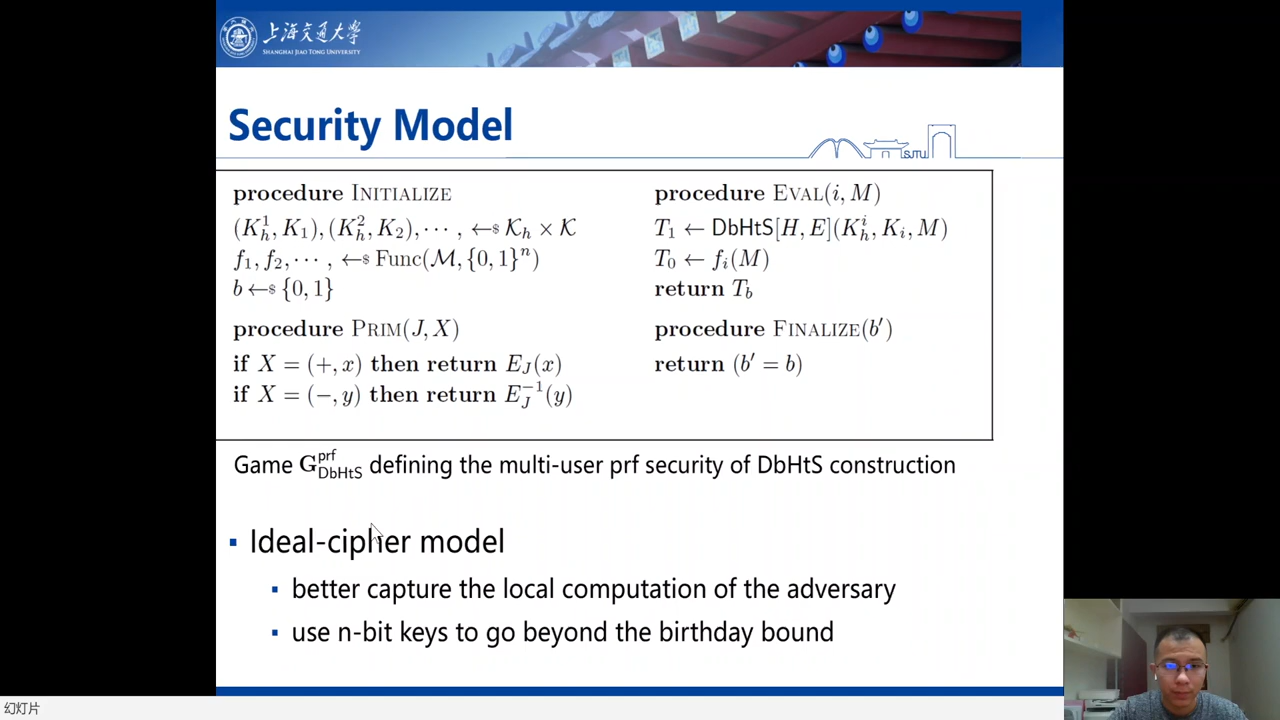 上海交通大学
SHANGHAI JIAO TONG UNIVERSITY
Security Model
procedure INITIALIZE
(K_h^1, K_1), (K_h^2, K_2), ⋯ , ←$ 𝒦_h × 𝒦
f_1, f_2, ⋯ , ←$ Func(ℳ, {0, 1}^n)
b ←$ {0, 1}
procedure PRIM(J, X)
if X = (+, x) then return E_J(x)
if X = (−, y) then return E_J^{-1}(y)
procedure EVAL(i, M)
T_1 ← DbHtS[H, E](K_h^i, K_i, M)
T_0 ← f_i(M)
return T_b
procedure FINALIZE(b′)
return (b′ = b)
Game G_DbHtS^prf defining the multi-user prf security of DbHtS construction
▪ Ideal-cipher model
▪ better capture the local computation of the adversary
▪ use n-bit keys to go beyond the birthday bound
幻灯片